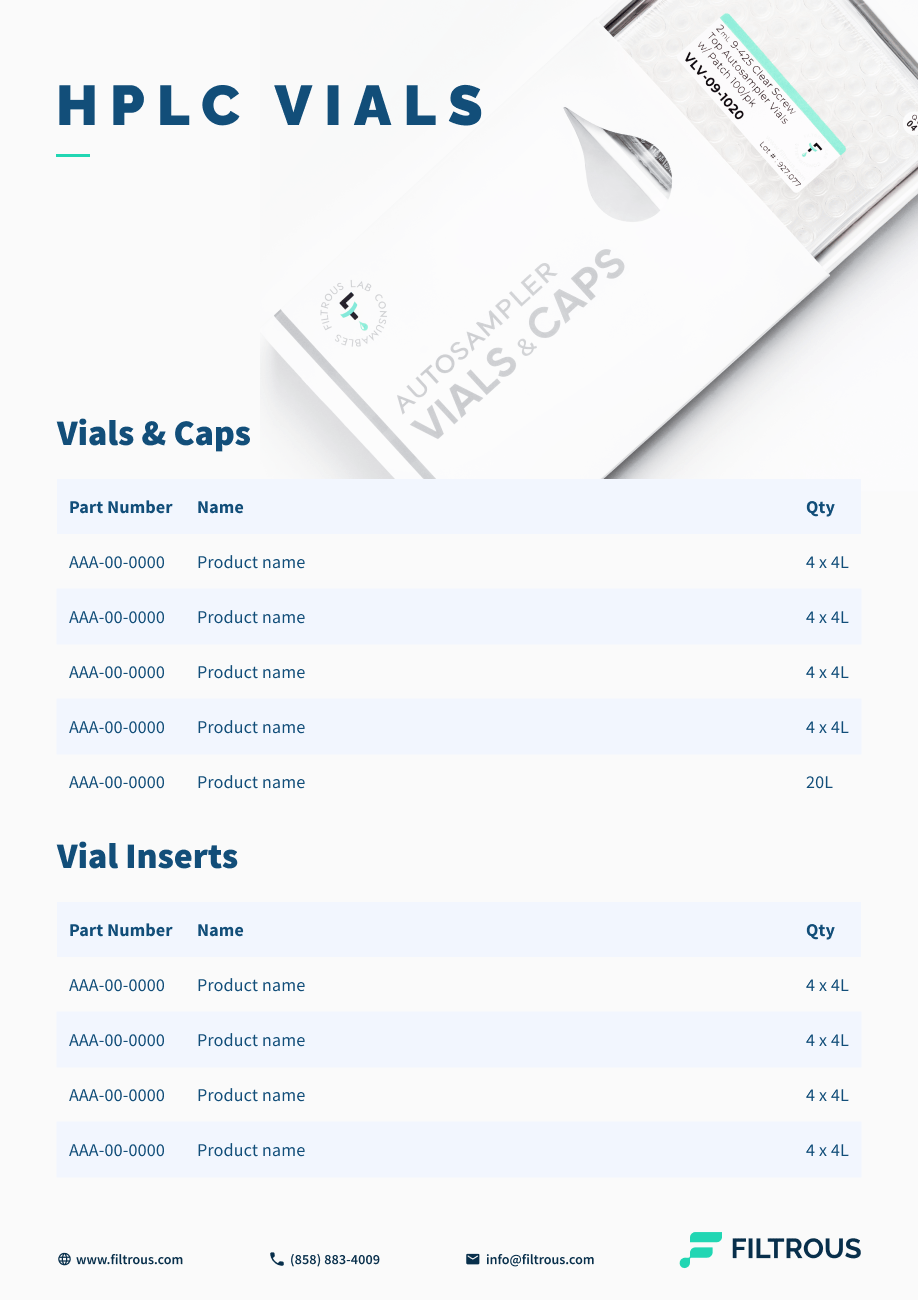 HPLC VIALS
2mL 9-425 Clear Screw
Top Autosampler Vials
w/ Patch 100/pk
VLV-09-1020
Lot # : 927.077
FILTROUS LAB CONSUMABLES
AUTOSAMPLER
VIALS & CAPS
Vials & Caps
Part Number Name Qty
AAA-00-0000 Product name 4 x 4L
AAA-00-0000 Product name 4 x 4L
AAA-00-0000 Product name 4 x 4L
AAA-00-0000 Product name 4 x 4L
AAA-00-0000 Product name 20L
Vial Inserts
Part Number Name Qty
AAA-00-0000 Product name 4 x 4L
AAA-00-0000 Product name 4 x 4L
AAA-00-0000 Product name 4 x 4L
AAA-00-0000 Product name 4 x 4L
www.filtrous.com (858) 883-4009 info@filtrous.com FILTROUS